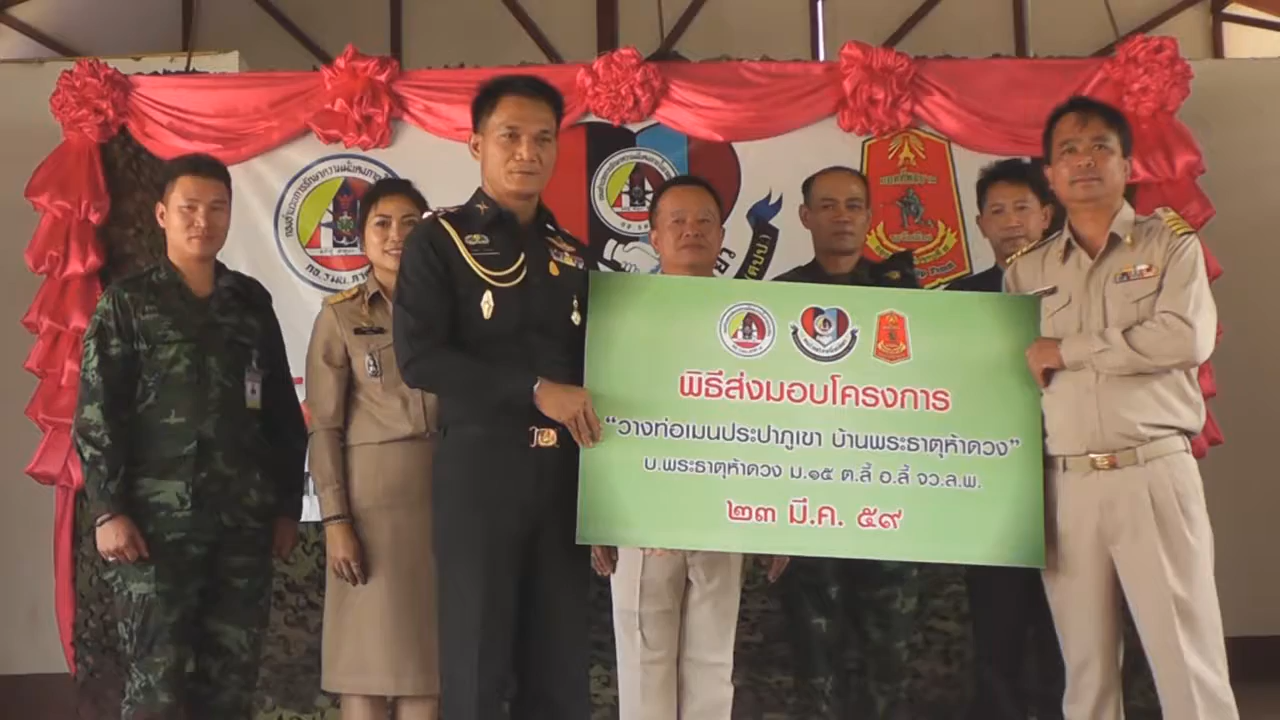 พิธีส่งมอบโครงการ
“วางท่อเมนประปาภูเขา บ้านพระธาตุห้าดวง”
บ.พระธาตุห้าดวง ม.๑๕ ต.ลี้ อ.ลี้ จว.ล.พ.
๒๓ มี.ค. ๕๙